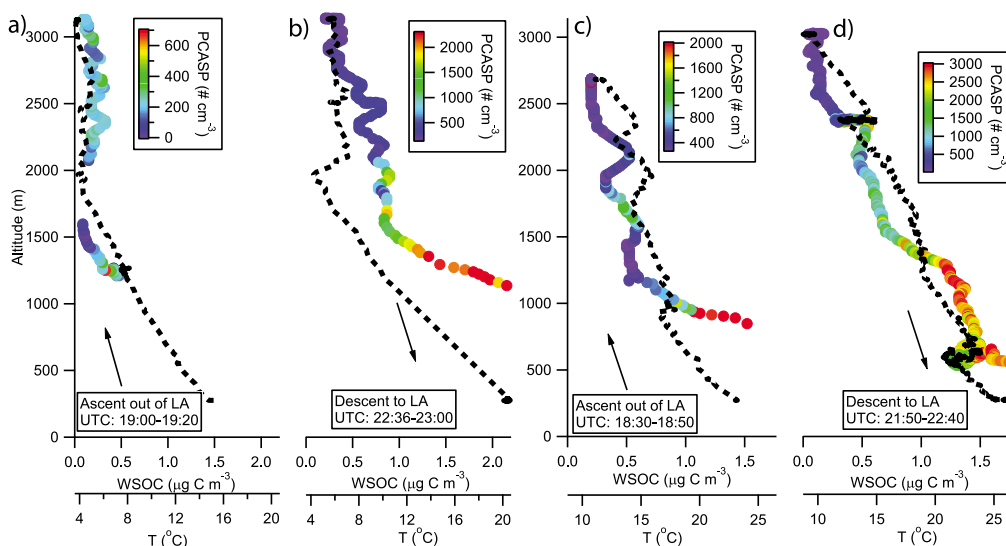 a)
3000
2500
2000
1500
1000
500
0
Altitude (m)
600
400
200
0
PCASP (# cm-3)
Ascent out of LA
UTC: 19:00-19:20
0.0 0.5 1.0 1.5 2.0
WSOC (µg C m-3)
4 8 12 16 20
T (oC)
b)
2000
1500
1000
500
PCASP (# cm-3)
Descent to LA
UTC: 22:36-23:00
0.0 0.5 1.0 1.5 2.0
WSOC (µg C m-3)
4 8 12 16 20
T (oC)
c)
2000
1600
1200
800
400
PCASP (# cm-3)
Ascent out of LA
UTC: 18:30-18:50
0.0 0.5 1.0 1.5
WSOC (µg C m-3)
10 15 20 25
T (oC)
d)
3000
2500
2000
1500
1000
500
PCASP (# cm-3)
Descent to LA
UTC: 21:50-22:40
0.0 0.5 1.0 1.5
WSOC (µg C m-3)
10 15 20 25
T (oC)